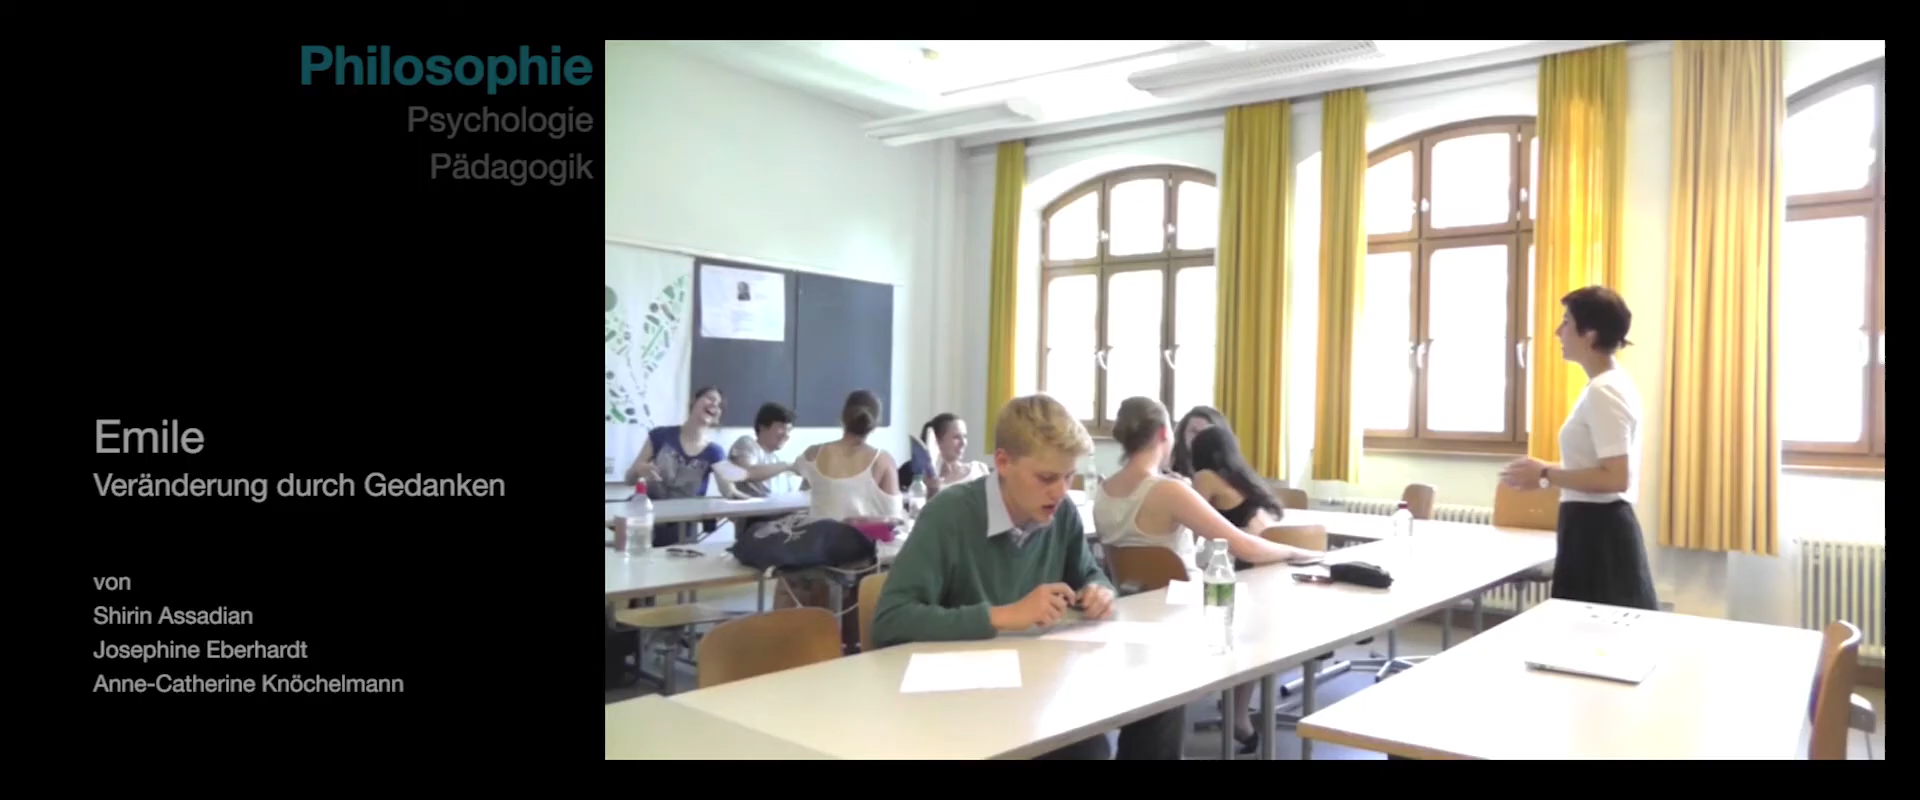 Philosophie
Psychologie
Pädagogik
Emile
Veränderung durch Gedanken
von
Shirin Assadian
Josephine Eberhardt
Anne-Catherine Knöchelmann